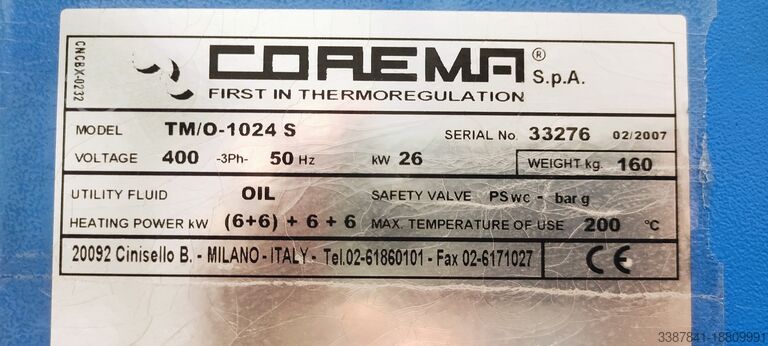 CNCBX-0232
COREMA® S.p.A.
FIRST IN THERMOREGULATION
MODEL TM/O-1024 S SERIAL No. 33276 02/2007
VOLTAGE 400 -3Ph- 50 Hz kW 26 WEIGHT kg. 160
UTILITY FLUID OIL SAFETY VALVE PSWC - bar g
HEATING POWER kW (6+6) + 6 + 6 MAX. TEMPERATURE OF USE 200 °C
20092 Cinisello B. - MILANO - ITALY - Tel.02-61860101 - Fax 02-6171027 CE
3387841-18809991